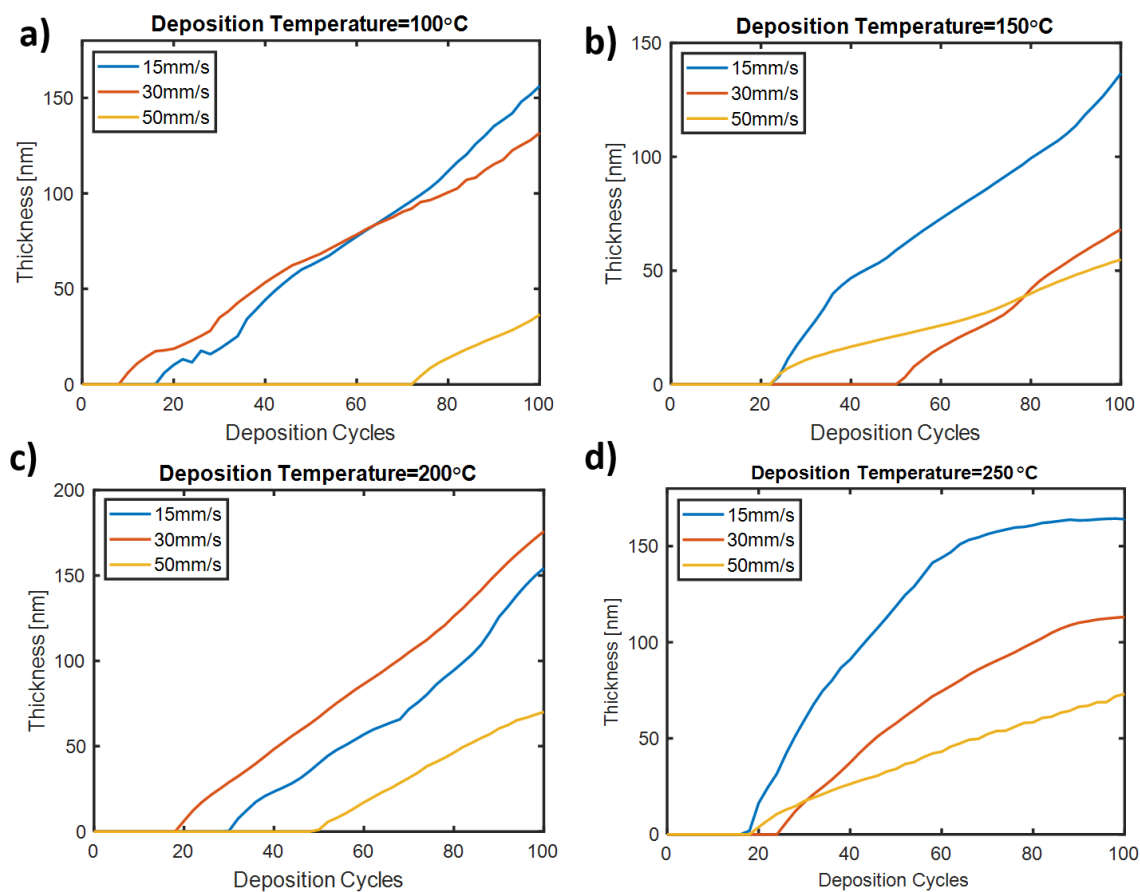 a)
Deposition Temperature=100°C
15mm/s
30mm/s
50mm/s
Thickness [nm]
150
100
50
0
0 20 40 60 80 100
Deposition Cycles
b)
Deposition Temperature=150°C
15mm/s
30mm/s
50mm/s
Thickness [nm]
150
100
50
0
0 20 40 60 80 100
Deposition Cycles
c)
Deposition Temperature=200°C
15mm/s
30mm/s
50mm/s
Thickness [nm]
200
150
100
50
0
0 20 40 60 80 100
Deposition Cycles
d)
Deposition Temperature=250°C
15mm/s
30mm/s
50mm/s
Thickness [nm]
150
100
50
0
0 20 40 60 80 100
Deposition Cycles